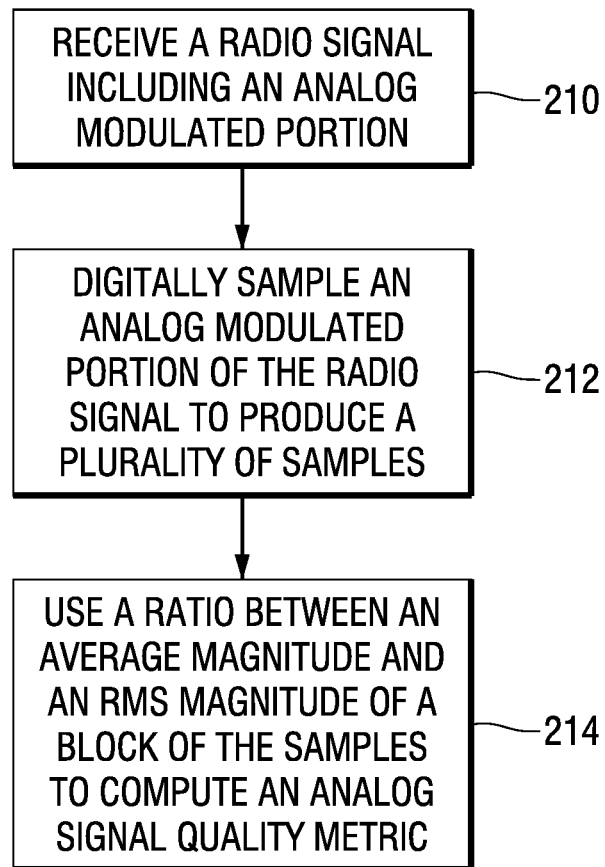 RECEIVE A RADIO SIGNAL
INCLUDING AN ANALOG
MODULATED PORTION
210
DIGITALLY SAMPLE AN
ANALOG MODULATED
PORTION OF THE RADIO
SIGNAL TO PRODUCE A
PLURALITY OF SAMPLES
212
USE A RATIO BETWEEN AN
AVERAGE MAGNITUDE AND
AN RMS MAGNITUDE OF A
BLOCK OF THE SAMPLES
TO COMPUTE AN ANALOG
SIGNAL QUALITY METRIC
214